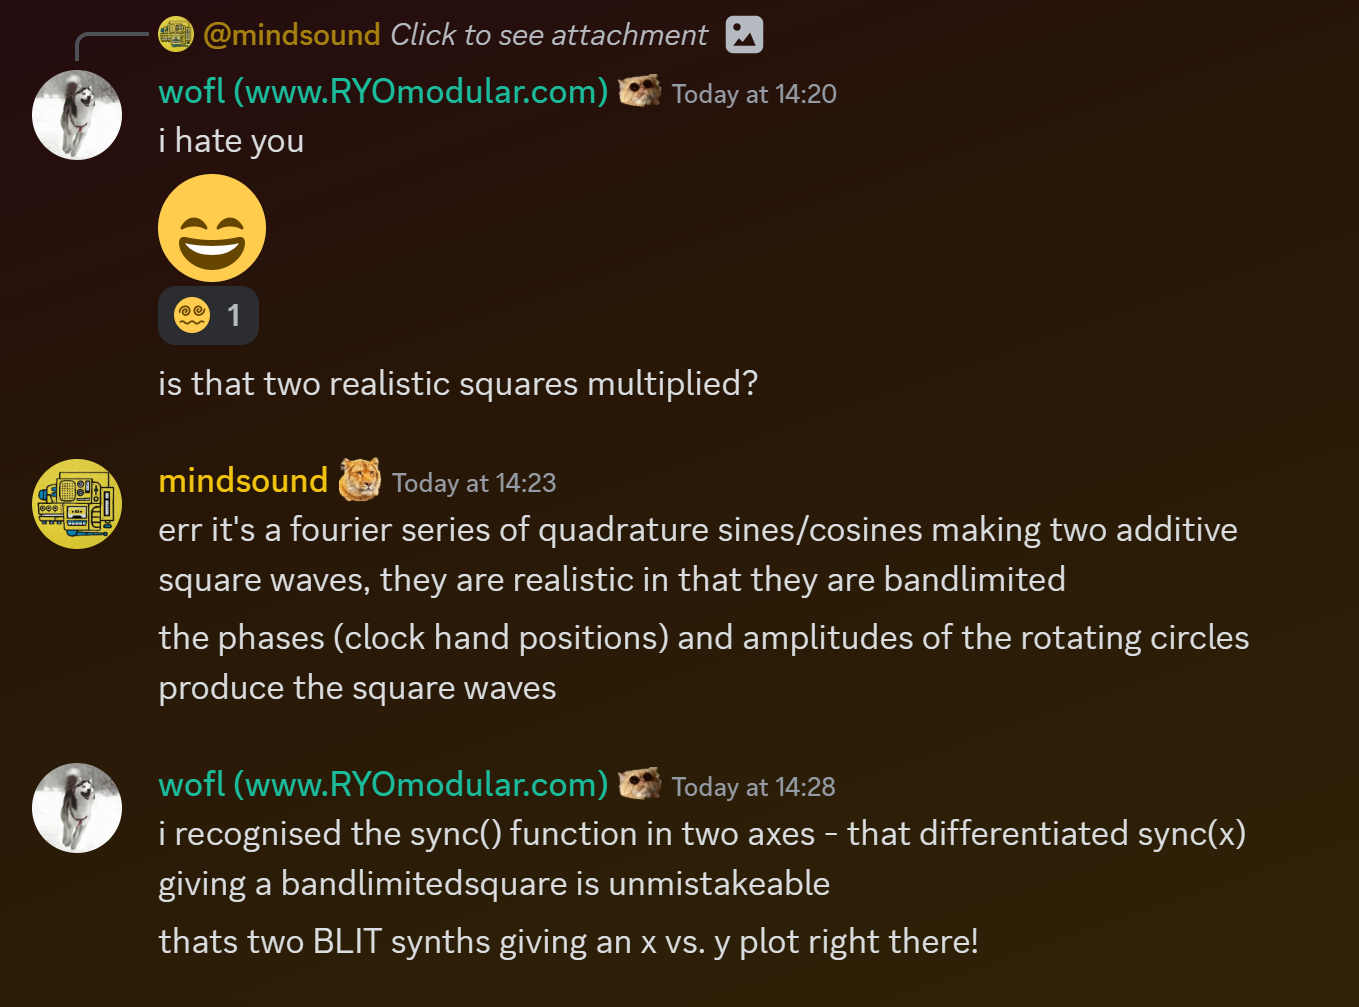 @mindsound Click to see attachment
wofl (www.RYOmodular.com) Today at 14:20
i hate you
1
is that two realistic squares multiplied?
mindsound Today at 14:23
err it's a fourier series of quadrature sines/cosines making two additive
square waves, they are realistic in that they are bandlimited
the phases (clock hand positions) and amplitudes of the rotating circles
produce the square waves
wofl (www.RYOmodular.com) Today at 14:28
i recognised the sync() function in two axes - that differentiated sync(x)
giving a bandlimitedsquare is unmistakeable
thats two BLIT synths giving an x vs. y plot right there!